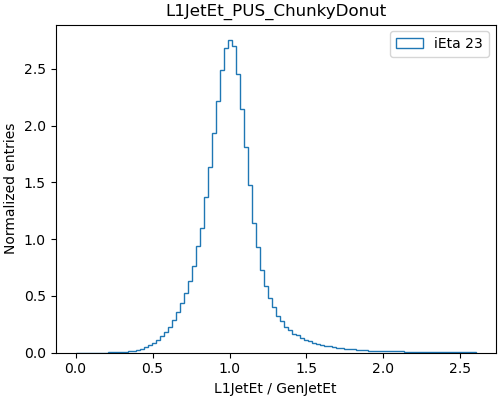 L1JetEt_PUS_ChunkyDonut
iEta 23
Normalized entries
2.5
2.0
1.5
1.0
0.5
0.0
0.0 0.5 1.0 1.5 2.0 2.5
L1JetEt / GenJetEt